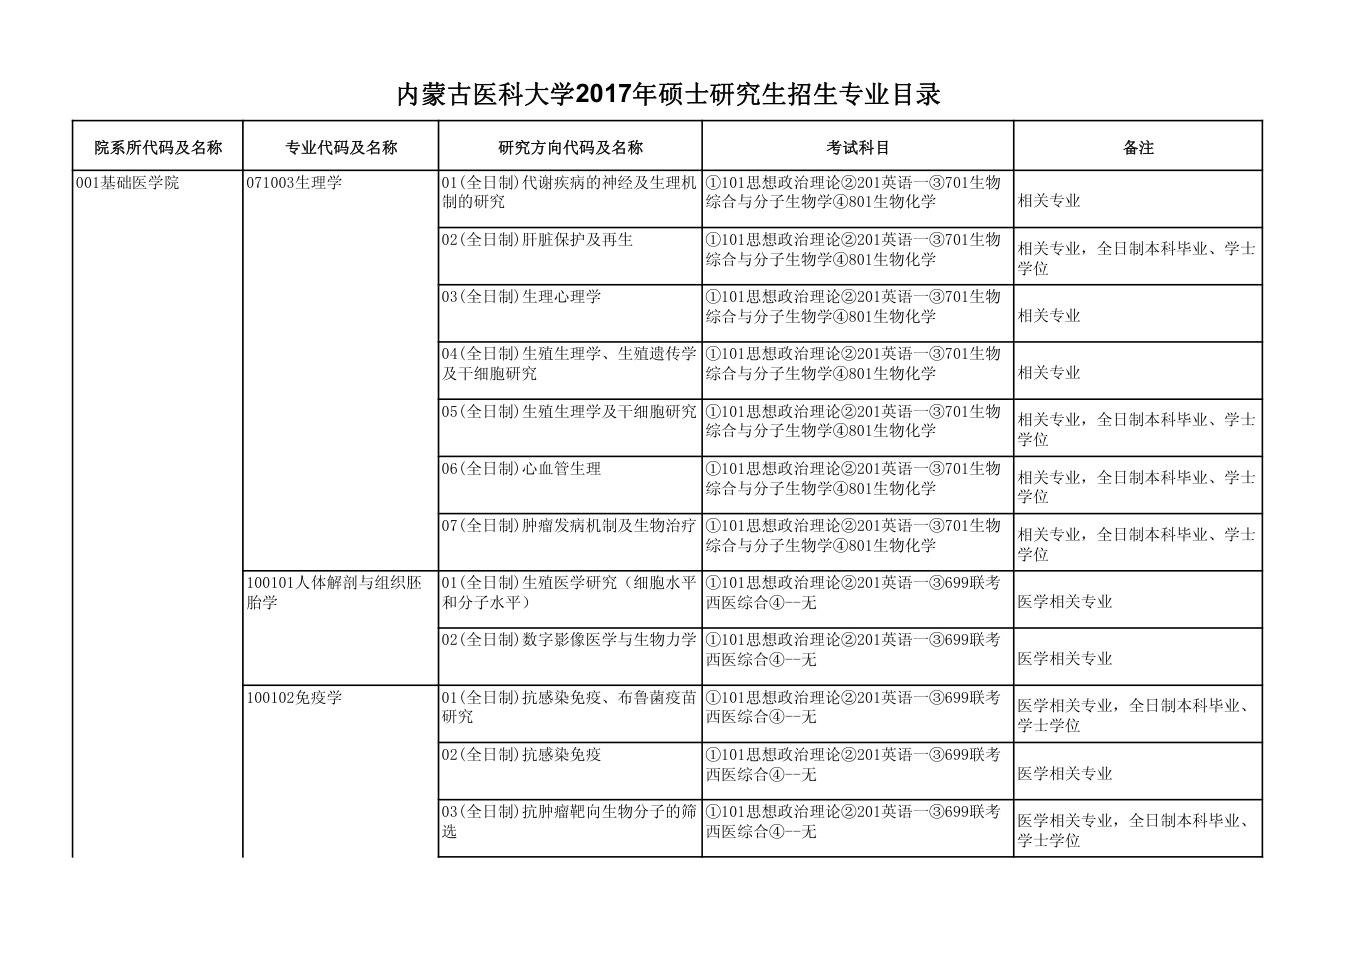 内蒙古医科大学2017年硕士研究生招生专业目录
院系所代码及名称
专业代码及名称
研究方向代码及名称
考试科目
备注
001基础医学院
071003生理学
01(全日制)代谢疾病的神经及生理机
制的研究
①101思想政治理论②201英语一③701生物
综合与分子生物学④801生物化学
相关专业
02(全日制)肝脏保护及再生
①101思想政治理论②201英语一③701生物
综合与分子生物学④801生物化学
相关专业，全日制本科毕业、学士
学位
03(全日制)生理心理学
①101思想政治理论②201英语一③701生物
综合与分子生物学④801生物化学
相关专业
04(全日制)生殖生理学、生殖遗传学
及干细胞研究
①101思想政治理论②201英语一③701生物
综合与分子生物学④801生物化学
相关专业
05(全日制)生殖生理学及干细胞研究
①101思想政治理论②201英语一③701生物
综合与分子生物学④801生物化学
相关专业，全日制本科毕业、学士
学位
06(全日制)心血管生理
①101思想政治理论②201英语一③701生物
综合与分子生物学④801生物化学
相关专业，全日制本科毕业、学士
学位
07(全日制)肿瘤发病机制及生物治疗
①101思想政治理论②201英语一③701生物
综合与分子生物学④801生物化学
相关专业，全日制本科毕业、学士
学位
100101人体解剖与组织胚
胎学
01(全日制)生殖医学研究（细胞水平
和分子水平）
①101思想政治理论②201英语一③699联考
西医综合④--无
医学相关专业
02(全日制)数字影像医学与生物力学
①101思想政治理论②201英语一③699联考
西医综合④--无
医学相关专业
100102免疫学
01(全日制)抗感染免疫、布鲁菌疫苗
研究
①101思想政治理论②201英语一③699联考
西医综合④--无
医学相关专业，全日制本科毕业、
学士学位
02(全日制)抗感染免疫
①101思想政治理论②201英语一③699联考
西医综合④--无
医学相关专业
03(全日制)抗肿瘤靶向生物分子的筛
选
①101思想政治理论②201英语一③699联考
西医综合④--无
医学相关专业，全日制本科毕业、
学士学位